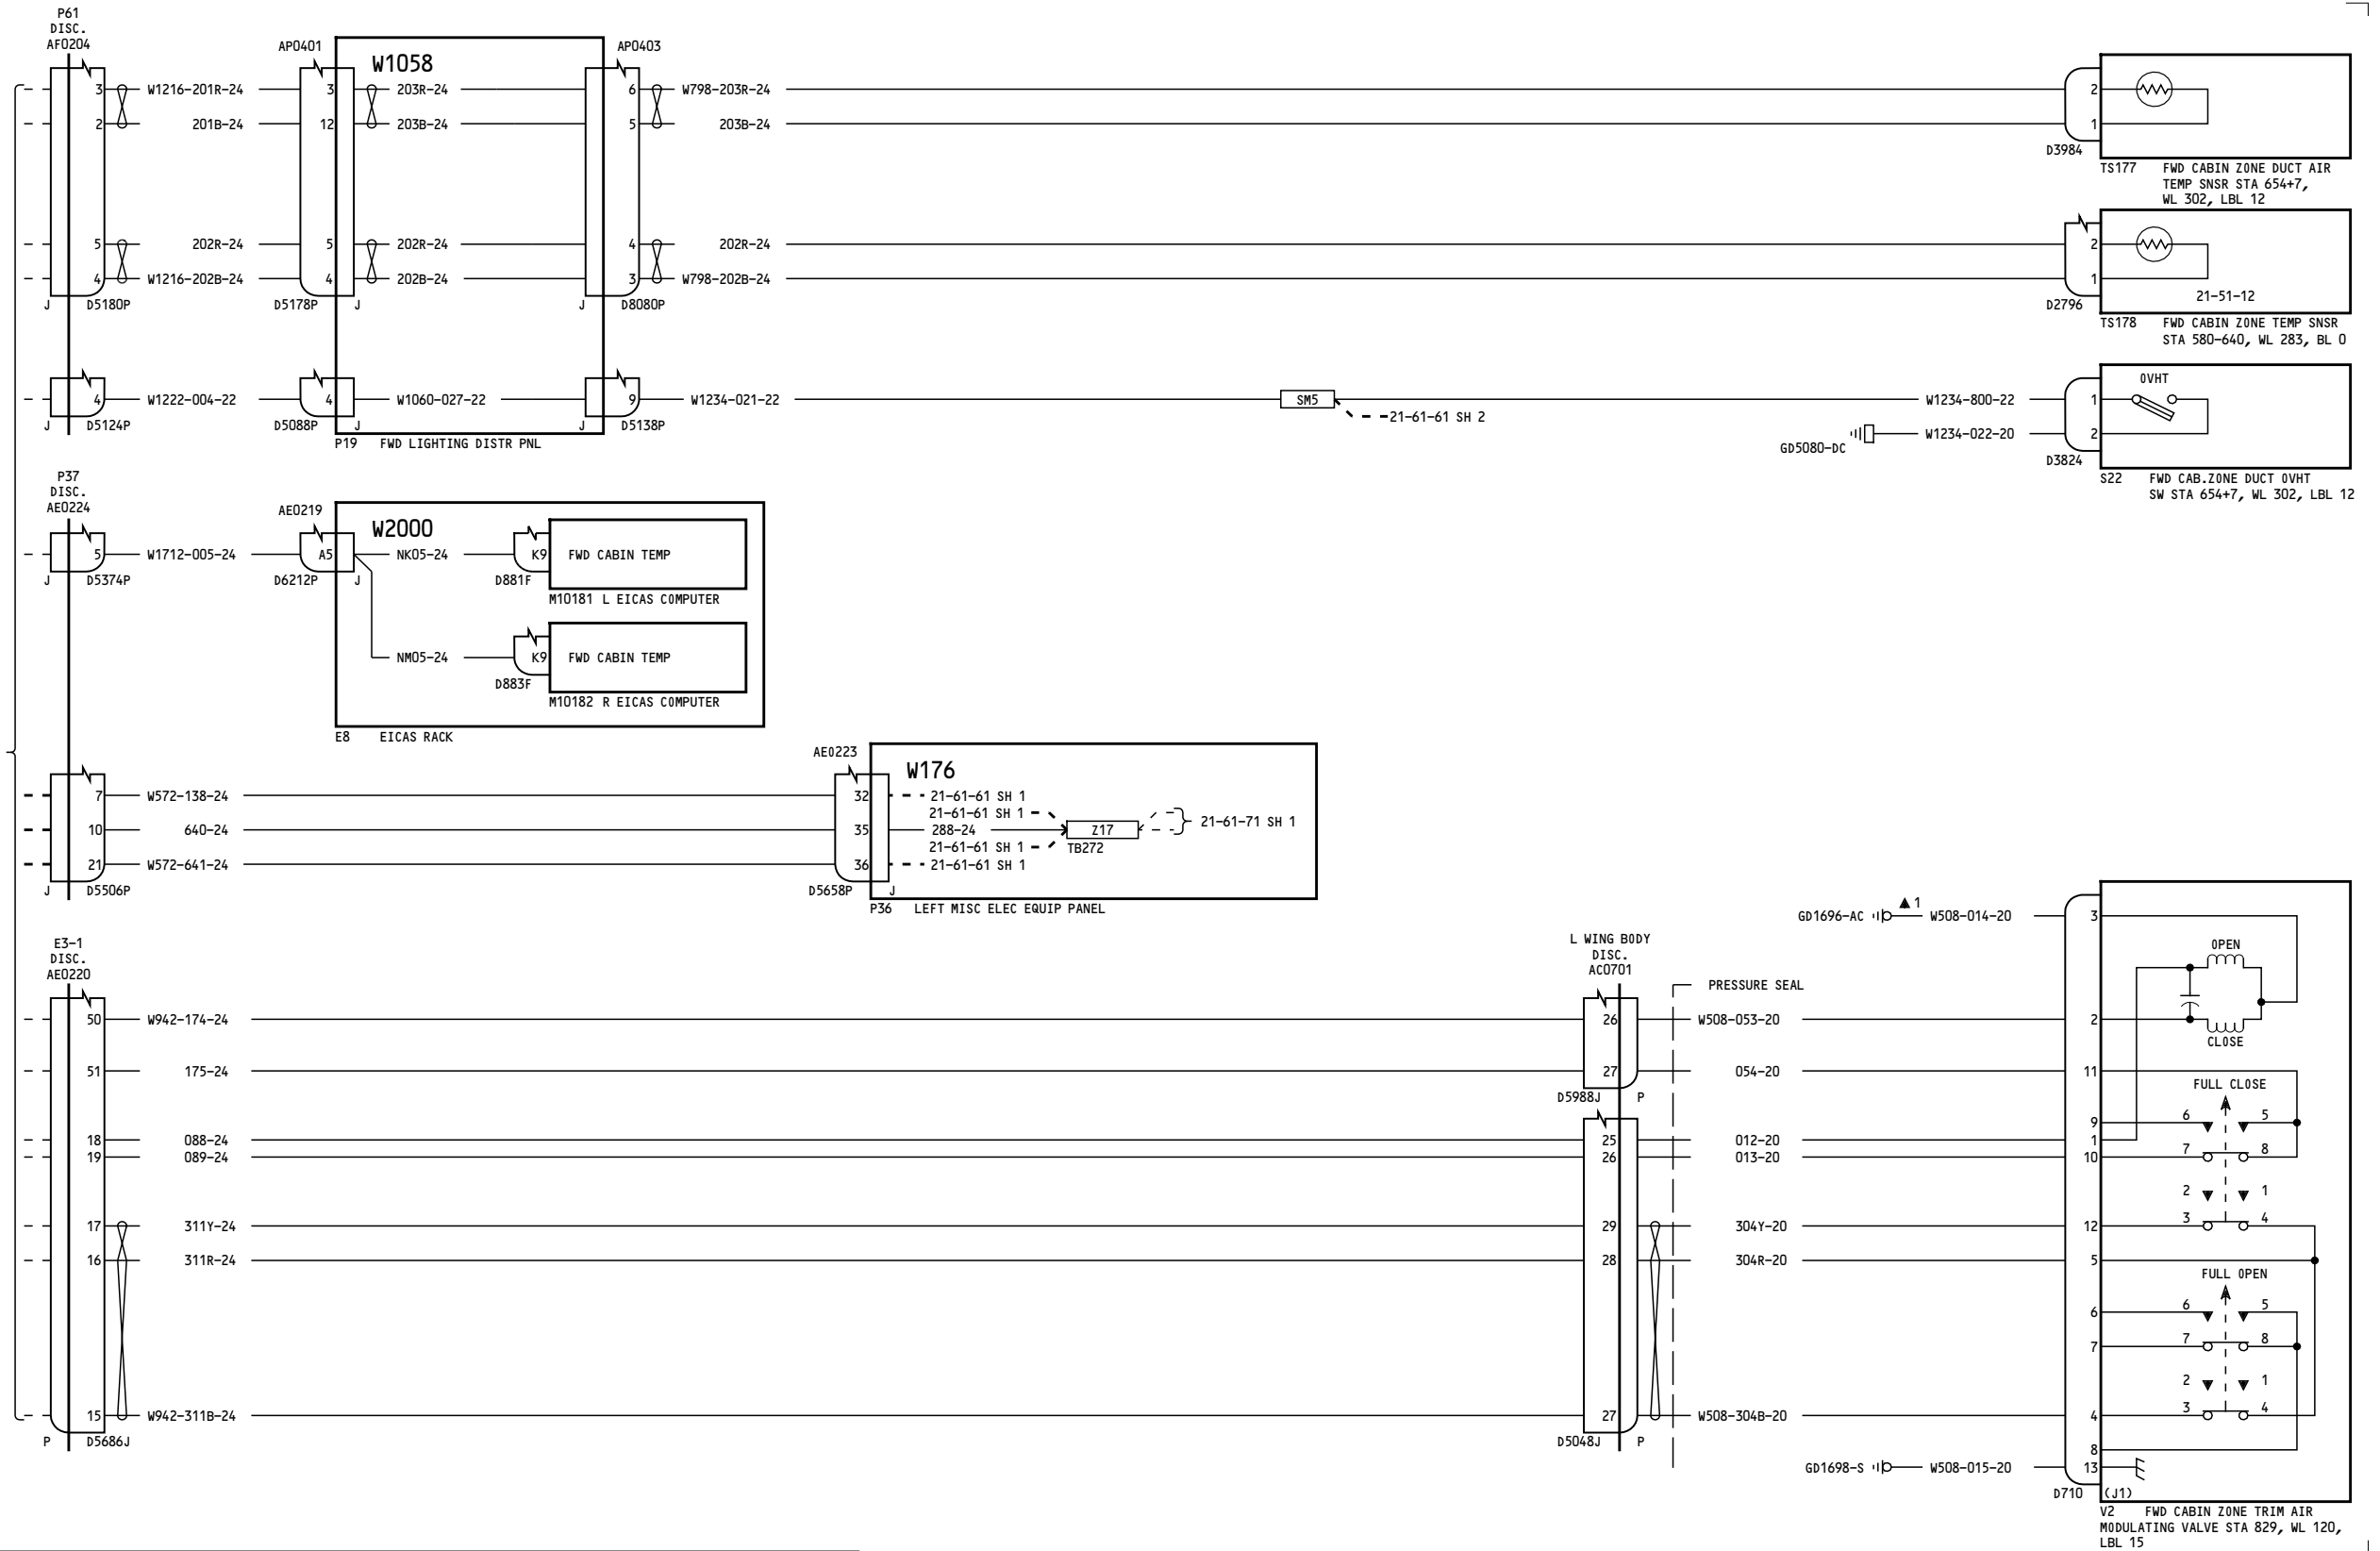 P61
DISC.
AF0204
AP0401
W1058
AP0403
3 W1216-201R-24 3 203R-24 6 W798-203R-24 2
2 201B-24 12 203B-24 5 203B-24 1
D3984
TS177 FWD CABIN ZONE DUCT AIR
TEMP SNSR STA 654+7,
WL 302, LBL 12
5 202R-24 5 202R-24 4 202R-24 2
4 W1216-202B-24 4 202B-24 3 W798-202B-24 1
21-51-12
J D5180P D5178P J J D8080P D2796
TS178 FWD CABIN ZONE TEMP SNSR
STA 580-640, WL 283, BL 0
OVHT
4 W1222-004-22 4 W1060-027-22 9 W1234-021-22 SM5 W1234-800-22 1
21-61-61 SH 2
J D5124P D5088P J J D5138P
GD5080-DC W1234-022-20 2
P19 FWD LIGHTING DISTR PNL
D3824
S22 FWD CAB.ZONE DUCT OVHT
SW STA 654+7, WL 302, LBL 12
P37
DISC.
AE0224
AE0219
W2000
5 W1712-005-24 A5 NK05-24 K9 FWD CABIN TEMP
J D5374P D6212P J D881F
M10181 L EICAS COMPUTER
NM05-24 K9 FWD CABIN TEMP
D883F
M10182 R EICAS COMPUTER
E8 EICAS RACK
AE0223
W176
7 W572-138-24 32 21-61-61 SH 1
21-61-61 SH 1
10 640-24 35 288-24 Z17 21-61-71 SH 1
21-61-61 SH 1 TB272
21 W572-641-24 36 21-61-61 SH 1
J D5506P D5658P J
P36 LEFT MISC ELEC EQUIP PANEL
1
GD1696-AC W508-014-20 3
E3-1
DISC.
AE0220
L WING BODY
DISC.
AC0701
PRESSURE SEAL
OPEN
50 W942-174-24 26 W508-053-20 2
CLOSE
51 175-24 27 054-20 11
D5988J P
FULL CLOSE
9 6 5
18 088-24 25 012-20 1
19 089-24 26 013-20 10 7 8
2 1
17 311Y-24 29 304Y-20 12 3 4
16 311R-24 28 304R-20 5
FULL OPEN
6 6 5
7 7 8
2 1
15 W942-311B-24 27 W508-304B-20 4 3 4
P D5686J D5048J P
8
GD1698-S W508-015-20 13
D710 (J1)
V2 FWD CABIN ZONE TRIM AIR
MODULATING VALVE STA 829, WL 120,
LBL 15